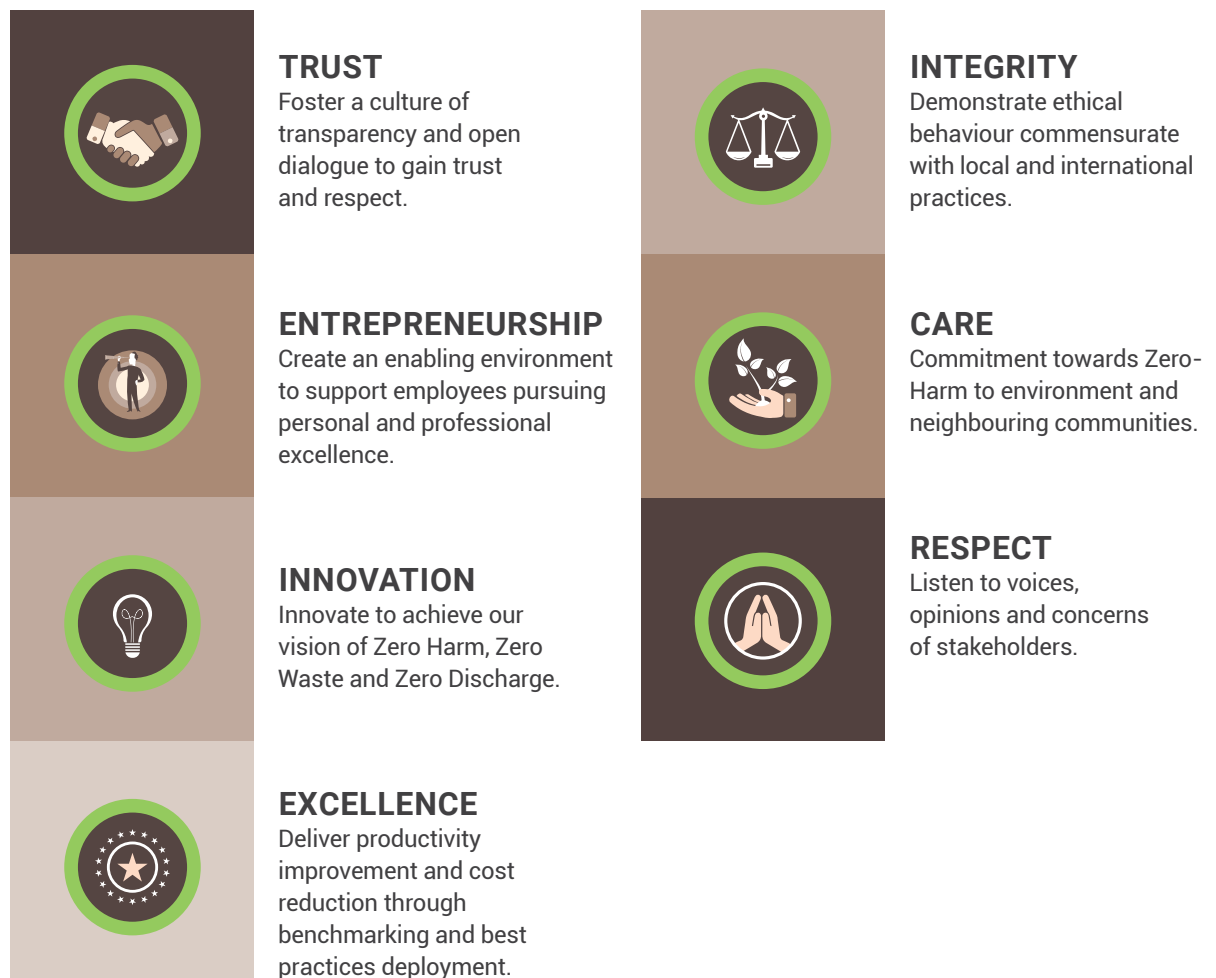 TRUST
Foster a culture of
transparency and open
dialogue to gain trust
and respect.
ENTREPRENEURSHIP
Create an enabling environment
to support employees pursuing
personal and professional
excellence.
INNOVATION
Innovate to achieve our
vision of Zero Harm, Zero
Waste and Zero Discharge.
EXCELLENCE
Deliver productivity
improvement and cost
reduction through
benchmarking and best
practices deployment.
INTEGRITY
Demonstrate ethical
behaviour commensurate
with local and international
practices.
CARE
Commitment towards Zero-
Harm to environment and
neighbouring communities.
RESPECT
Listen to voices,
opinions and concerns
of stakeholders.